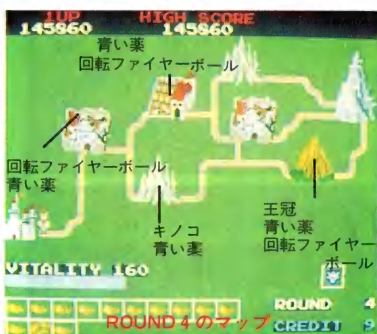 1UP HIGH SCORE
145860 145860
青い薬
回転ファイヤーボール
回転ファイヤーボール
青い薬
キノコ
青い薬
王冠
青い薬
回転ファイヤー
ボール
VITALITY 160
ROUND 4
ROUND 4 のマップ
CREDIT 9